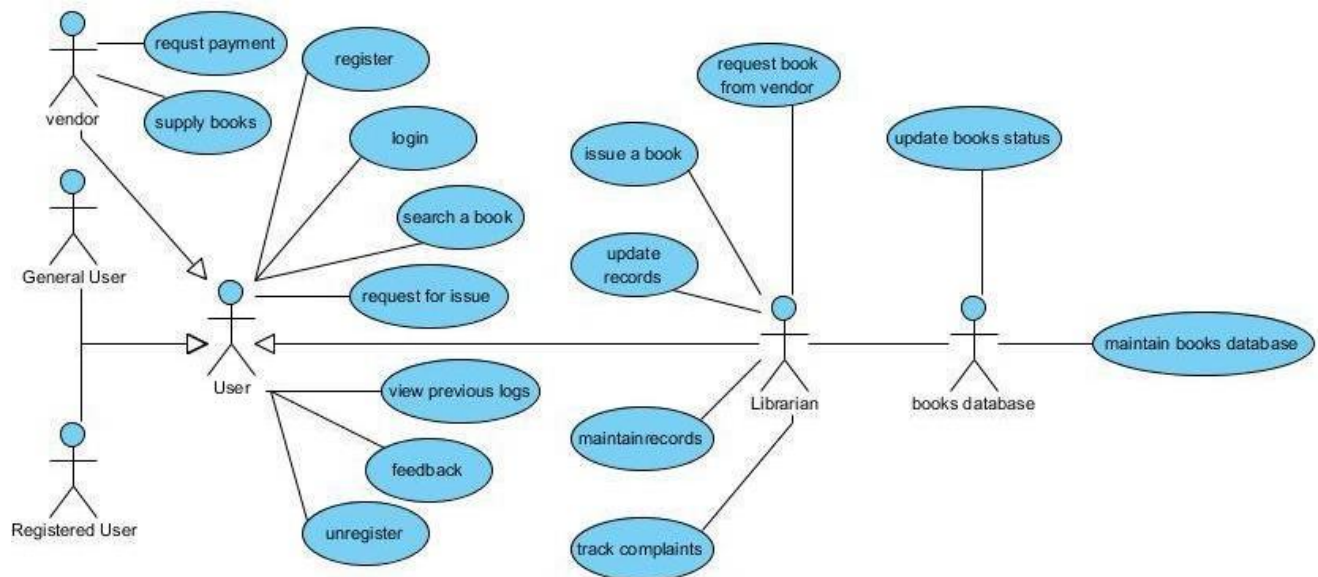 requst payment
supply books
vendor
General User
Registered User
register
login
search a book
request for issue
User
view previous logs
feedback
unregister
request book
from vendor
issue a book
update
records
Librarian
maintainrecords
track complaints
update books status
books database
maintain books database